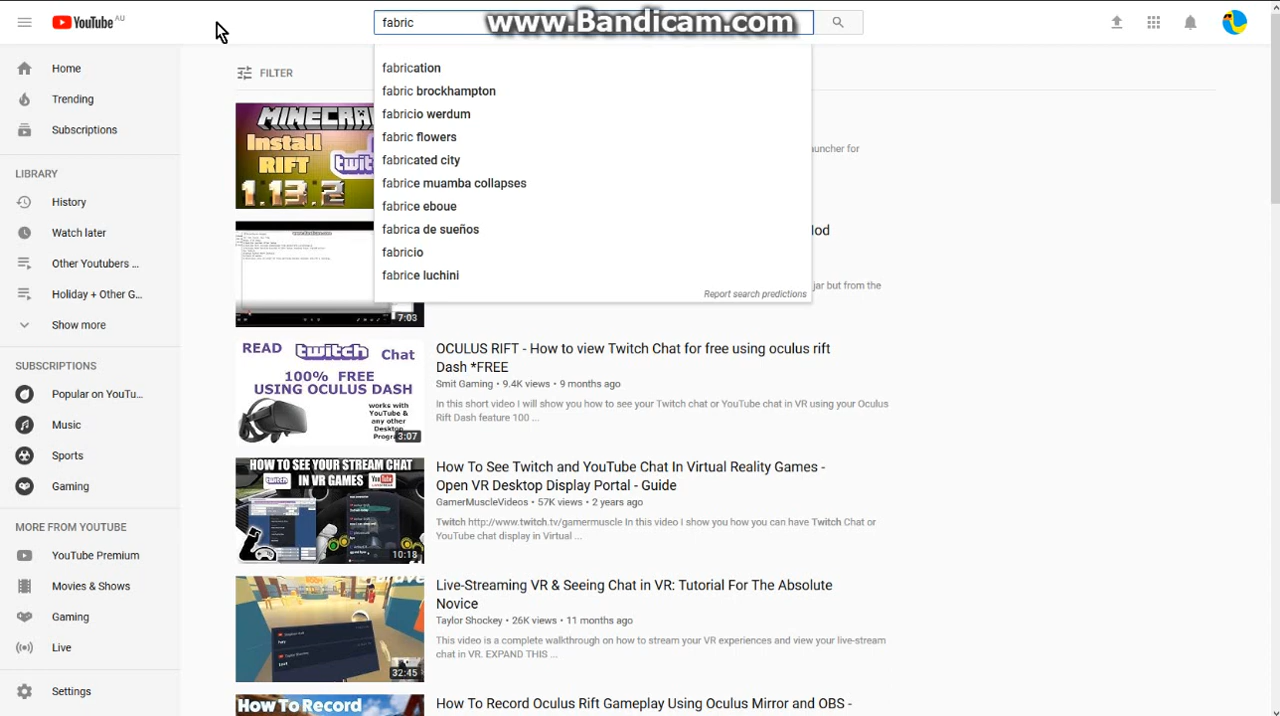 YouTube AU
fabric
www.Bandicam.com
fabrication
fabric brockhampton
fabricio werdum
fabric flowers
fabricated city
fabrice muamba collapses
fabrice eboue
fabrica de sueños
fabricio
fabrice luchini
Report search predictions
Home
Trending
Subscriptions
LIBRARY
History
Watch later
Other Youtubers ...
Holiday + Other G...
Show more
SUBSCRIPTIONS
Popular on YouTu...
Music
Sports
Gaming
MORE FROM YOUTUBE
YouTube Premium
Movies & Shows
Gaming
Live
Settings
FILTER
MINECRAFT
Install
RIFT
twitch
1.13.2
auncher for
lod
jar but from the
7:03
READ twitch Chat
100% FREE
USING OCULUS DASH
works with
YouTube &
any other
Desktop
3:07
OCULUS RIFT - How to view Twitch Chat for free using oculus rift
Dash *FREE
Smit Gaming • 9.4K views • 9 months ago
In this short video I will show you how to see your Twitch chat or YouTube chat in VR using your Oculus
Rift Dash feature 100 ...
HOW TO SEE YOUR STREAM CHAT
IN VR GAMES
10:18
How To See Twitch and YouTube Chat In Virtual Reality Games -
Open VR Desktop Display Portal - Guide
GamerMuscleVideos • 57K views • 2 years ago
Twitch http://www.twitch.tv/gamermuscle In this video I show you how you can have Twitch Chat or
YouTube chat display in Virtual ...
32:45
Live-Streaming VR & Seeing Chat in VR: Tutorial For The Absolute
Novice
Taylor Shockey • 26K views • 11 months ago
This video is a complete walkthrough on how to stream your VR experiences and view your live-stream
chat in VR. EXPAND THIS ...
How To Record
How To Record Oculus Rift Gameplay Using Oculus Mirror and OBS -